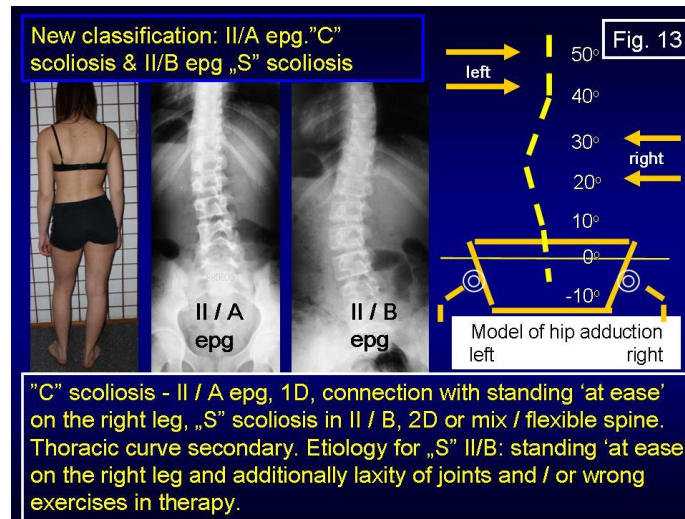 New classification: II/A epg.”C”
scoliosis & II/B epg „S” scoliosis
Fig. 13
50°
left
40°
30°
right
20°
10°
0°
-10°
II / A
epg
II / B
epg
Model of hip adduction
left right
”C” scoliosis - II / A epg, 1D, connection with standing ‘at ease’
on the right leg, „S” scoliosis in II / B, 2D or mix / flexible spine.
Thoracic curve secondary. Etiology for „S” II/B: standing ‘at ease
on the right leg and additionally laxity of joints and / or wrong
exercises in therapy.